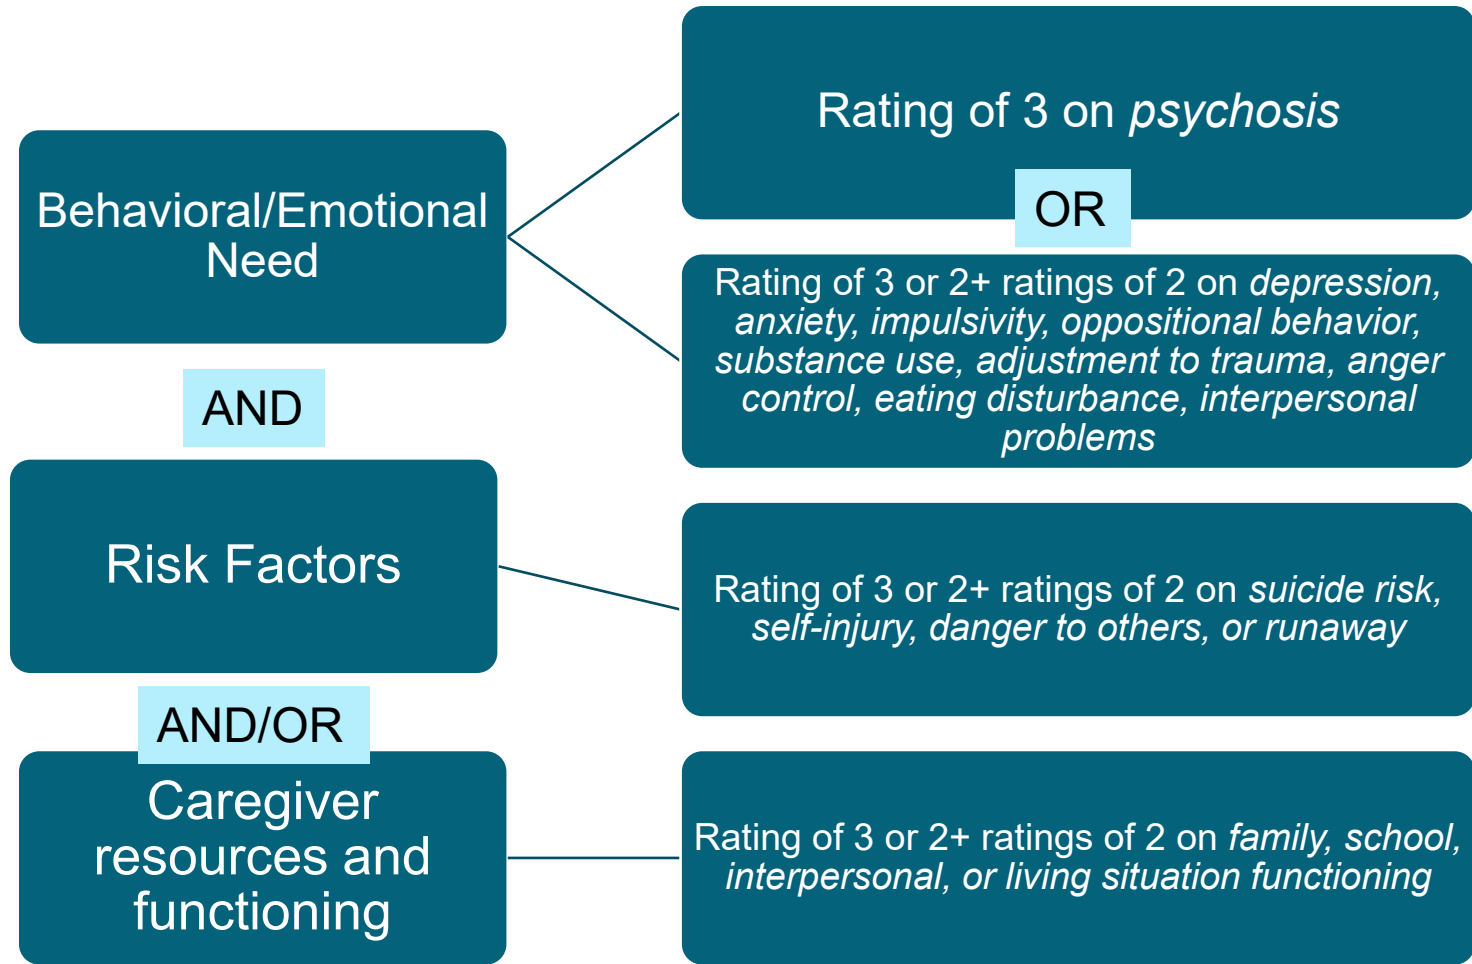 Behavioral/Emotional
Need
Rating of 3 on psychosis
OR
Rating of 3 or 2+ ratings of 2 on depression,
anxiety, impulsivity, oppositional behavior,
substance use, adjustment to trauma, anger
control, eating disturbance, interpersonal
problems
AND
Risk Factors
Rating of 3 or 2+ ratings of 2 on suicide risk,
self-injury, danger to others, or runaway
AND/OR
Caregiver
resources and
functioning
Rating of 3 or 2+ ratings of 2 on family, school,
interpersonal, or living situation functioning